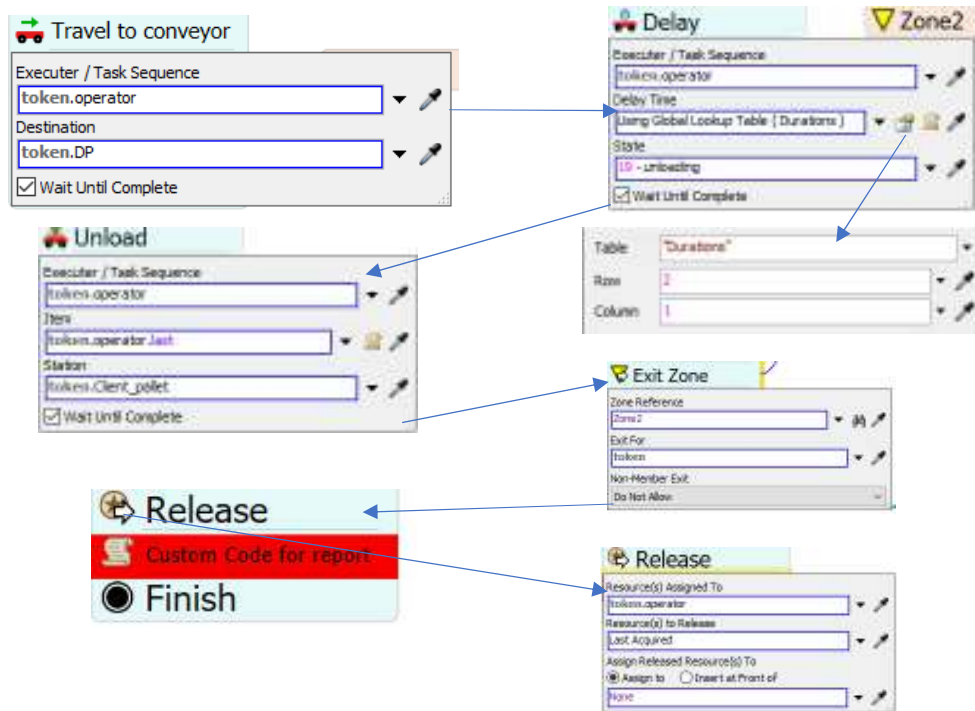 Travel to conveyor
Executer / Task Sequence
token.operator
Destination
token.DP
Wait Until Complete
Delay
Zone2
Executer / Task Sequence
token.operator
Delay Time
Using Global Lookup Table ( Durations )
State
19 - unloading
Wait Until Complete
Table "Durations"
Row 2
Column 1
Unload
Executer / Task Sequence
token.operator
Item
token.operator.last
Station
token.Client_pallet
Wait Until Complete
Exit Zone
Zone Reference
Zone2
Exit For
token
Non-Member Exit
Do Not Allow
Release
Custom Code for report
Finish
Release
Resource(s) Assigned To
token.operator
Resource(s) to Release
Last Acquired
Assign Released Resource(s) To
Assign to Insert at Front of
None